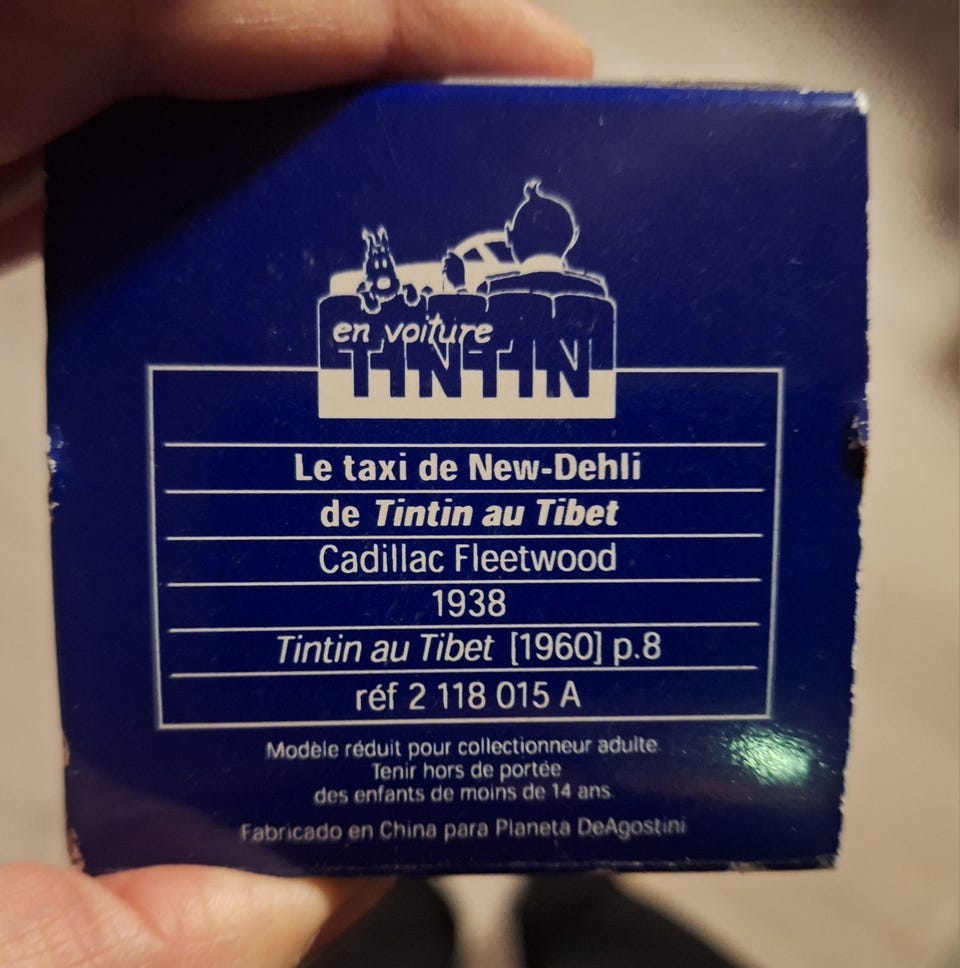 en voiture
TINTIN
Le taxi de New-Dehli
de Tintin au Tibet
Cadillac Fleetwood
1938
Tintin au Tibet [1960] p.8
réf 2 118 015 A
Modèle réduit pour collectionneur adulte.
Tenir hors de portée
des enfants de moins de 14 ans.
Fabricado en China para Planeta DeAgostini